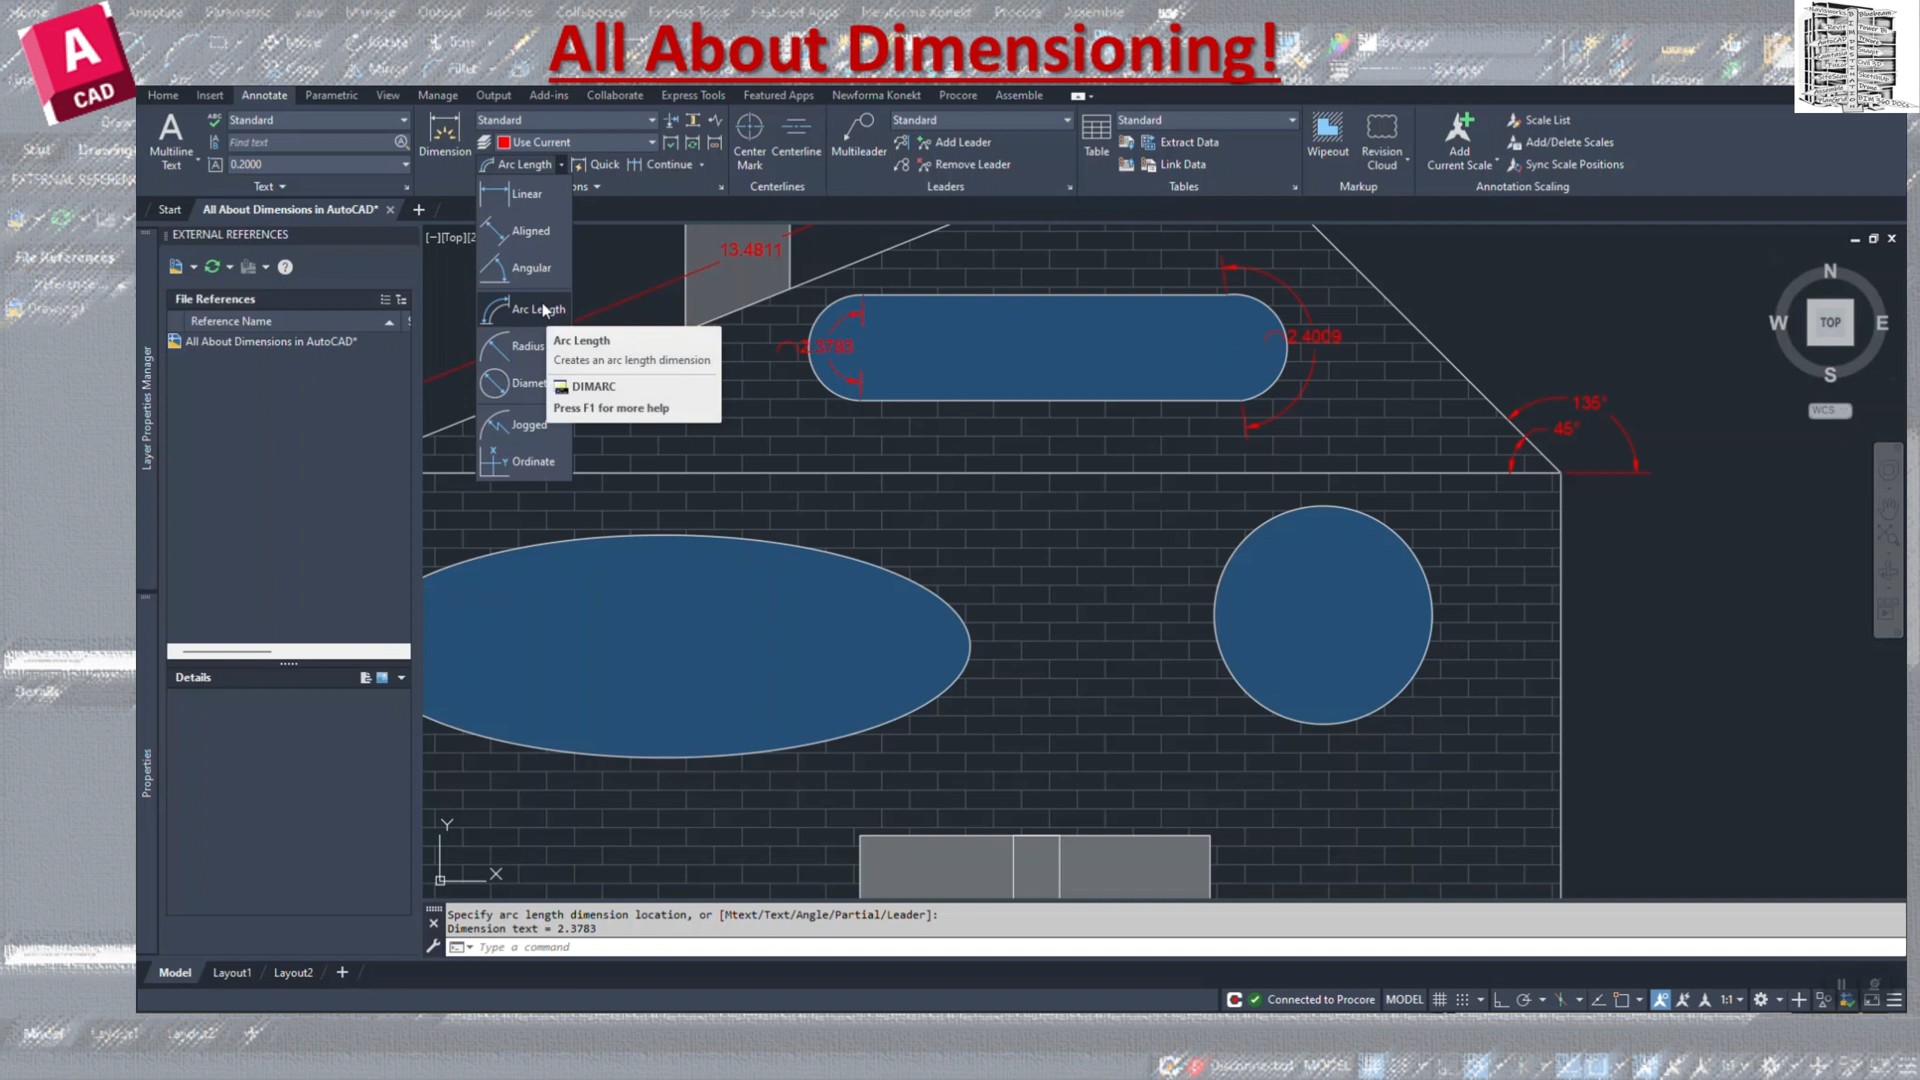 All About Dimensioning!
A
CAD
Home Insert Annotate Parametric View Manage Output Add-ins Collaborate Express Tools Featured Apps Newforma Konekt Procore Assemble
Multiline
Text
ABC
Standard
Find text
0.2000
Text
Dimension
Standard
Use Current
Arc Length Quick Continue
ons
Center
Mark
Centerline
Centerlines
Multileader
Standard
Add Leader
Remove Leader
Leaders
Table
Standard
Extract Data
Link Data
Tables
Wipeout
Revision
Cloud
Markup
Add
Current Scale
Scale List
Add/Delete Scales
Sync Scale Positions
Annotation Scaling
Start All About Dimensions in AutoCAD*
Linear
Aligned
Angular
Arc Length
Radius
Diamet
Jogged
Ordinate
Arc Length
Creates an arc length dimension
DIMARC
Press F1 for more help
EXTERNAL REFERENCES
File References
Reference Name
All About Dimensions in AutoCAD*
Details
Layer Properties Manager
Properties
[−][Top][2
13.4811
2.3783
2.4009
135°
45°
N
W TOP E
S
WCS
Y
X
Specify arc length dimension location, or [Mtext/Text/Angle/Partial/Leader]:
Dimension text = 2.3783
Type a command
Model Layout1 Layout2
Connected to Procore MODEL 1:1
Model Layout1 Layout2
Disconnected MODEL